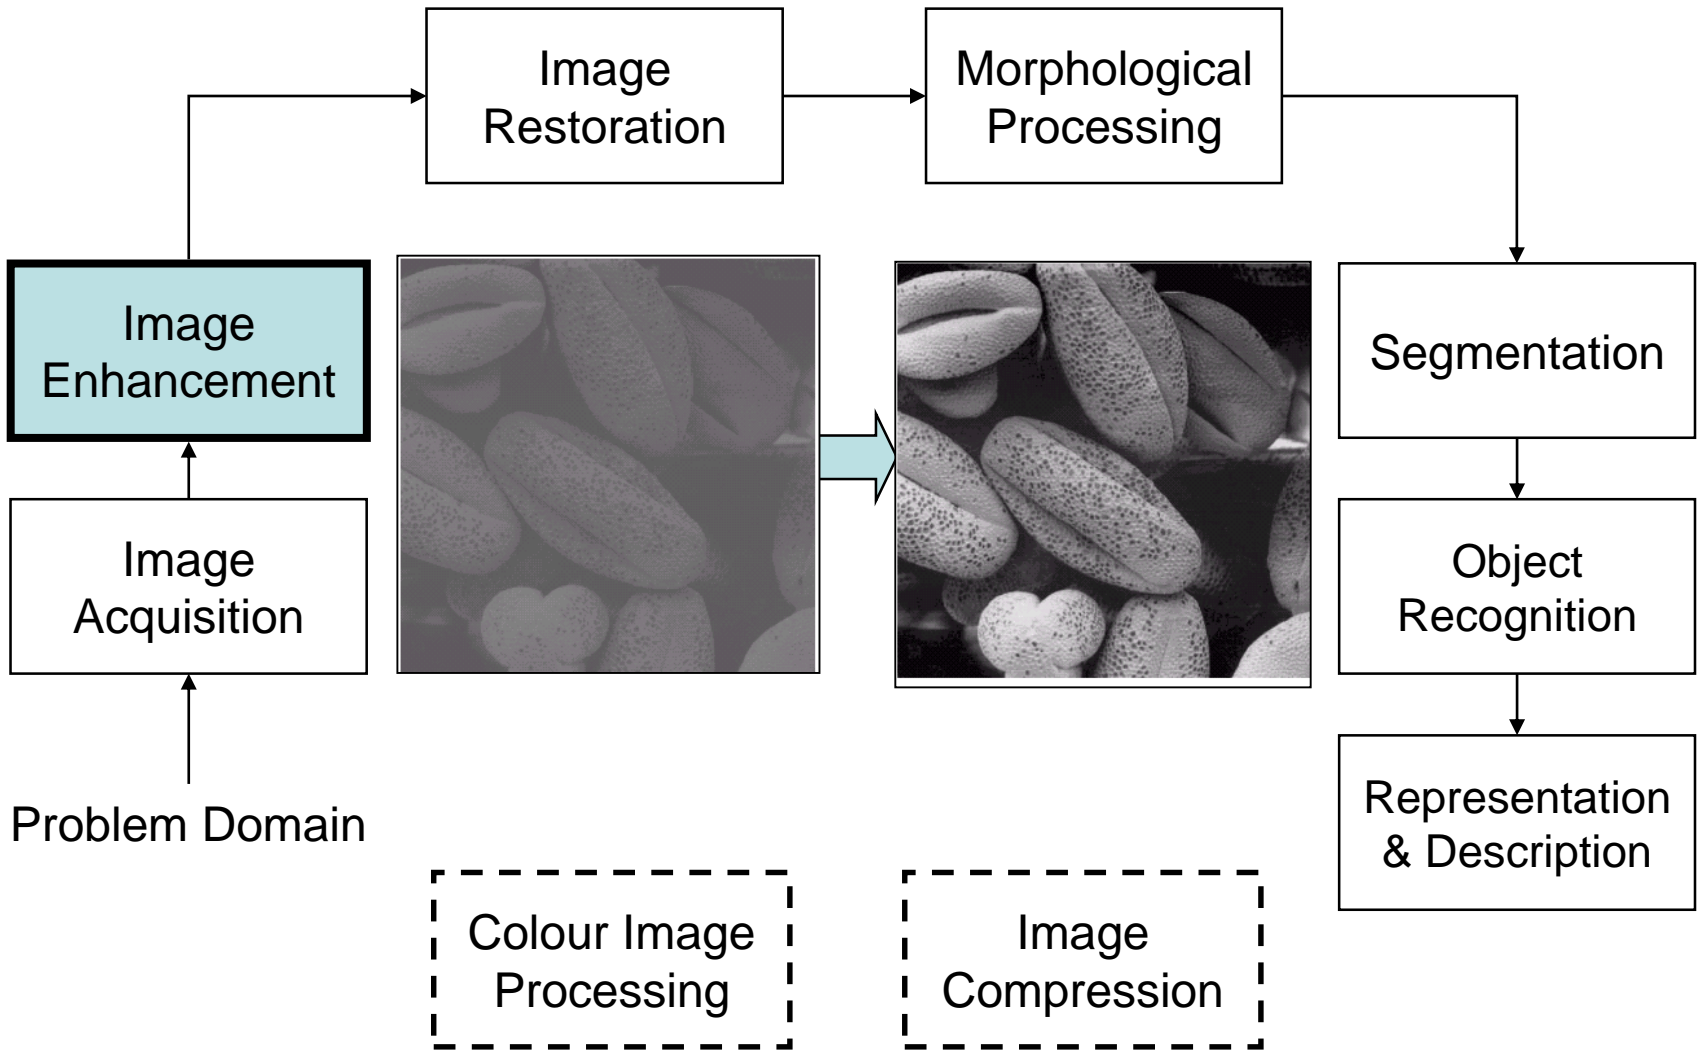 Image
Restoration
Morphological
Processing
Image
Enhancement
Segmentation
Image
Acquisition
Object
Recognition
Problem Domain
Representation
& Description
Colour Image
Processing
Image
Compression